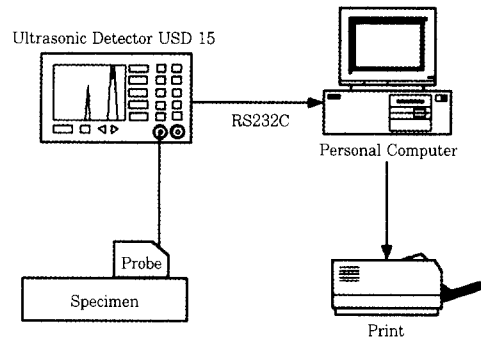 Ultrasonic Detector USD 15
RS232C
Personal Computer
Probe
Specimen
Print